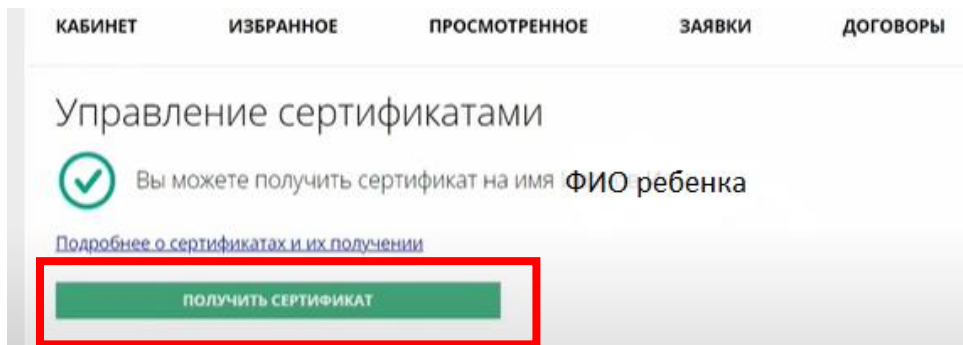 КАБИНЕТ ИЗБРАННОЕ ПРОСМОТРЕННОЕ ЗАЯВКИ ДОГОВОРЫ
Управление сертификатами
Вы можете получить сертификат на имя ФИО ребенка
Подробнее о сертификатах и их получении
ПОЛУЧИТЬ СЕРТИФИКАТ